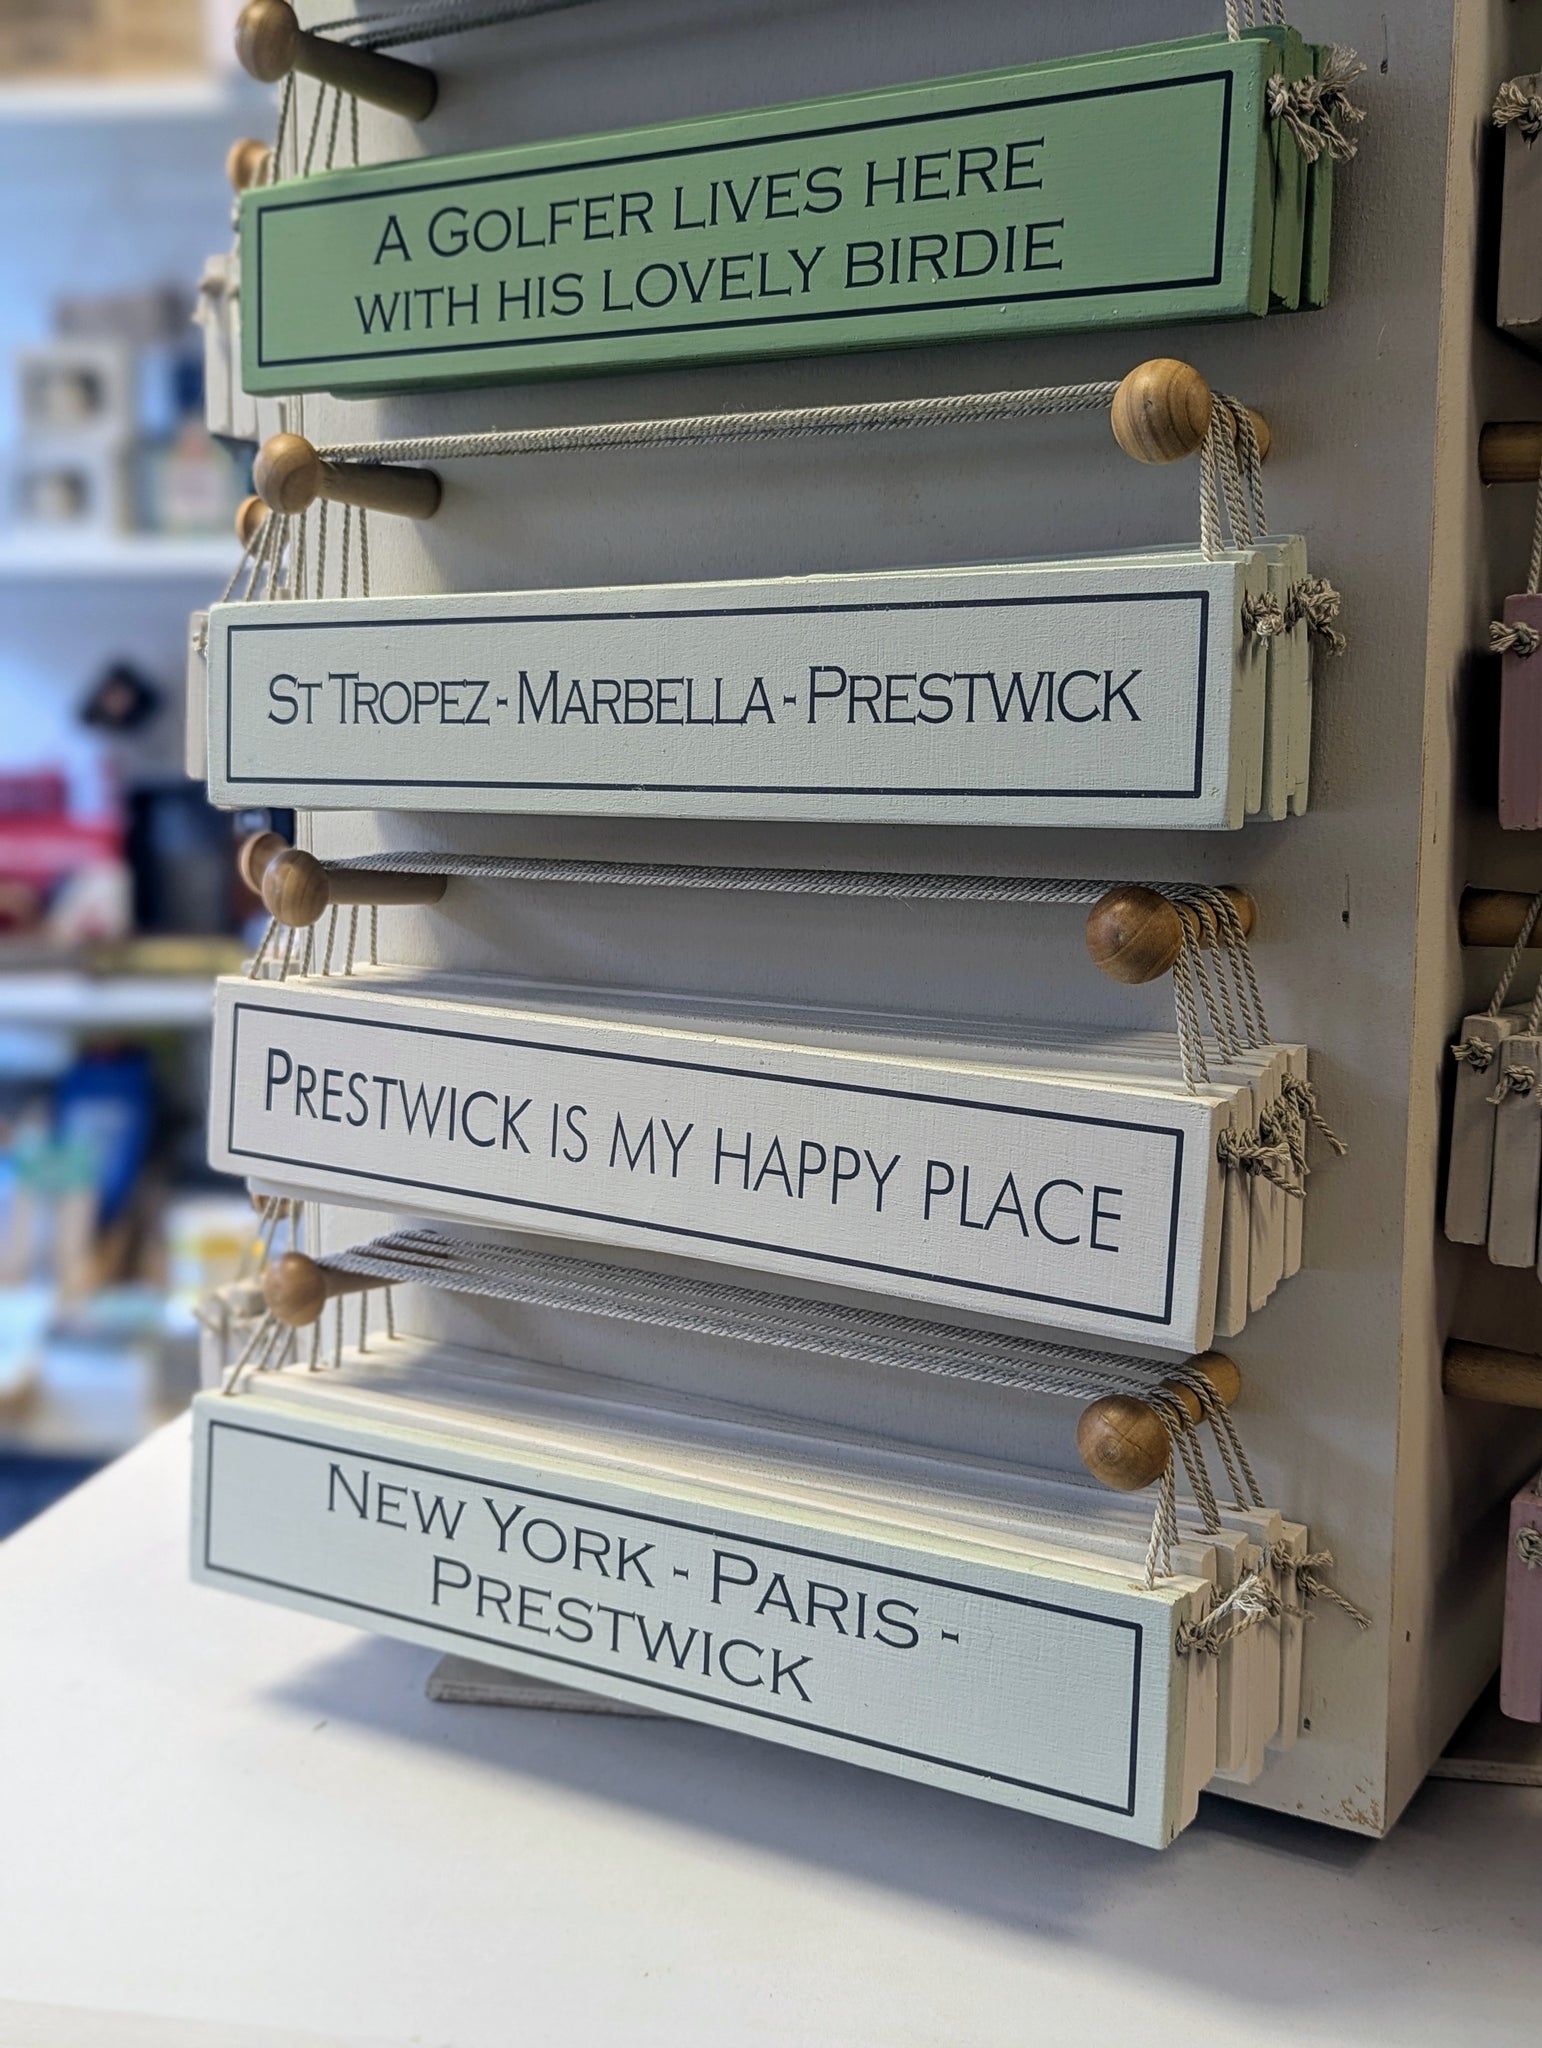 A GOLFER LIVES HERE
WITH HIS LOVELY BIRDIE
ST TROPEZ - MARBELLA - PRESTWICK
PRESTWICK IS MY HAPPY PLACE
NEW YORK - PARIS -
PRESTWICK